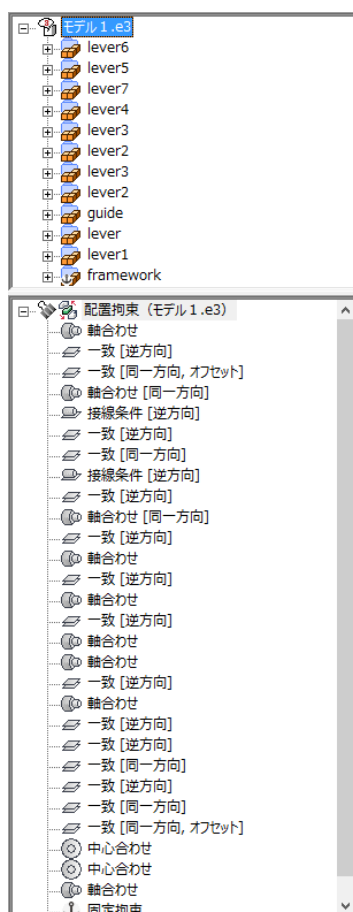 モデル1.e3
lever6
lever5
lever7
lever4
lever3
lever2
lever3
lever2
guide
lever
lever1
framework
配置拘束（モデル1.e3）
軸合わせ
一致 [逆方向]
一致 [同一方向, オフセット]
軸合わせ [同一方向]
接線条件 [逆方向]
一致 [逆方向]
一致 [同一方向]
接線条件 [逆方向]
一致 [逆方向]
軸合わせ [同一方向]
一致 [逆方向]
軸合わせ
一致 [逆方向]
軸合わせ
一致 [逆方向]
軸合わせ
軸合わせ
一致 [逆方向]
軸合わせ
一致 [逆方向]
一致 [逆方向]
一致 [同一方向]
一致 [逆方向]
一致 [同一方向]
一致 [同一方向, オフセット]
中心合わせ
中心合わせ
軸合わせ
固定拘束